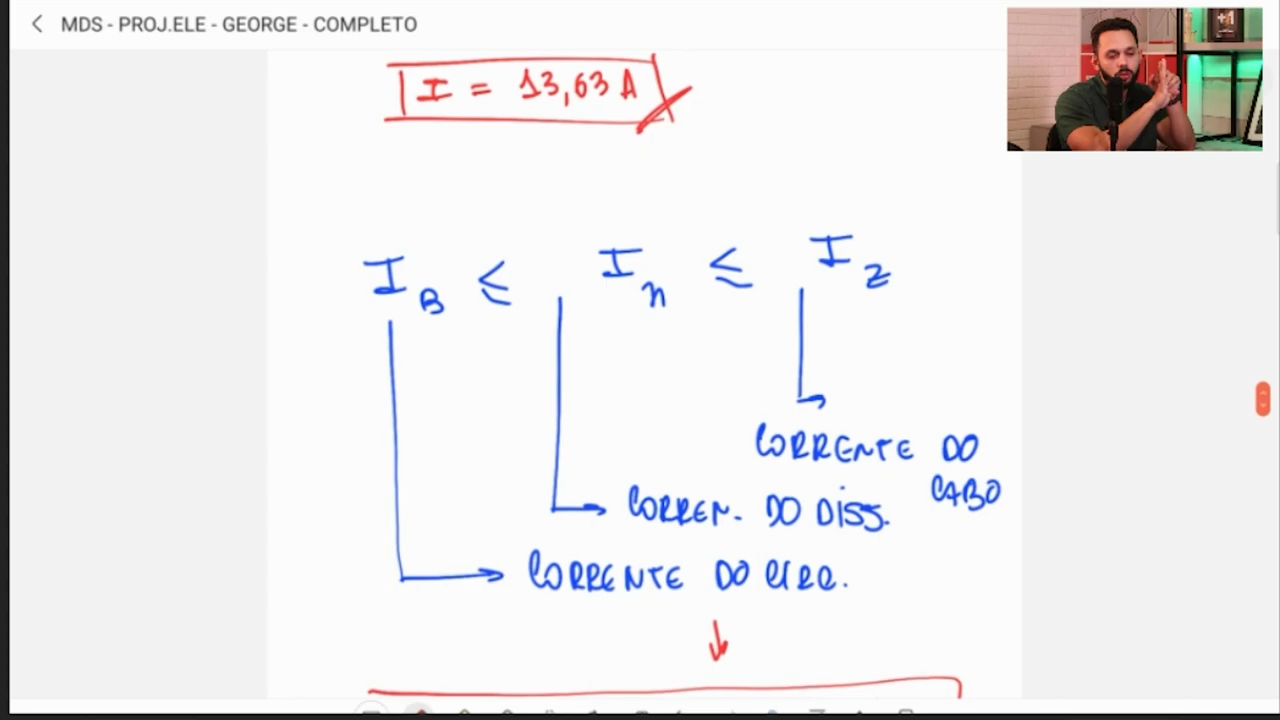 MDS - PROJ.ELE - GEORGE - COMPLETO
I = 13,63 A
I_B ≤ I_n ≤ I_z
CORRENTE DO
CABO
CORREN. DO DISJ.
CORRENTE DO CIRC.